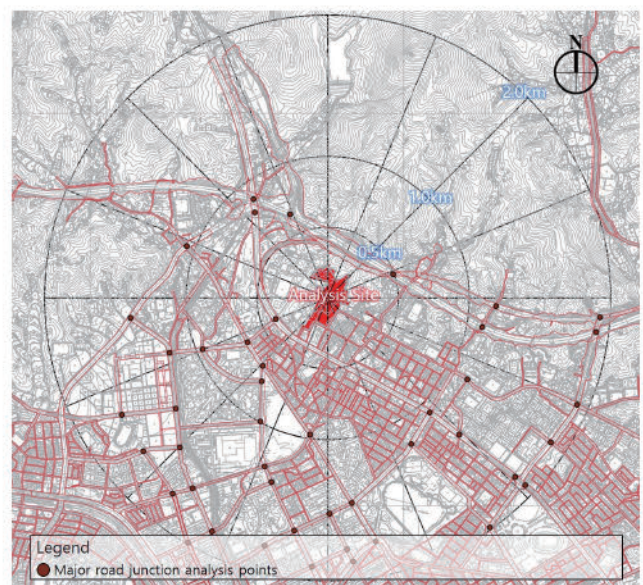 N
2.0km
1.0km
0.5km
Analysis Site
Legend
Major road junction analysis points